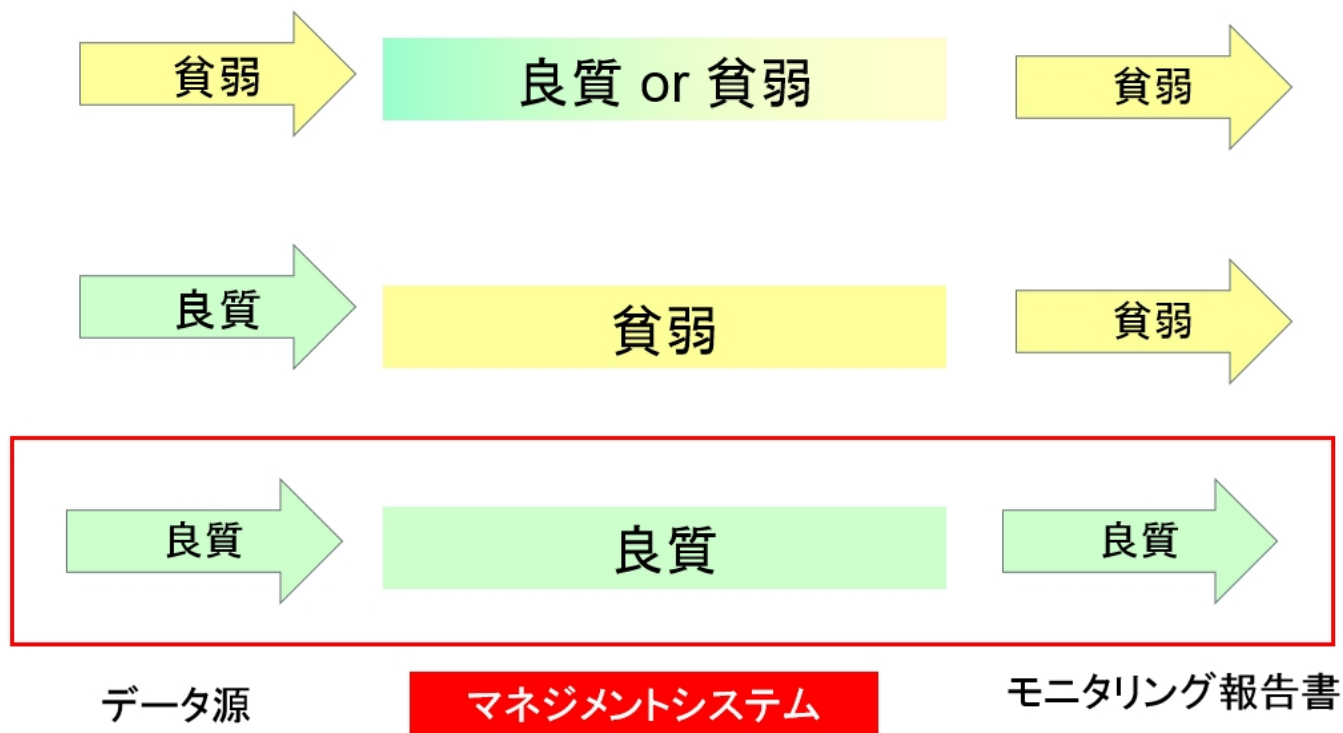 貧弱
良質 or 貧弱
貧弱
良質
貧弱
貧弱
良質
良質
良質
データ源
マネジメントシステム
モニタリング報告書